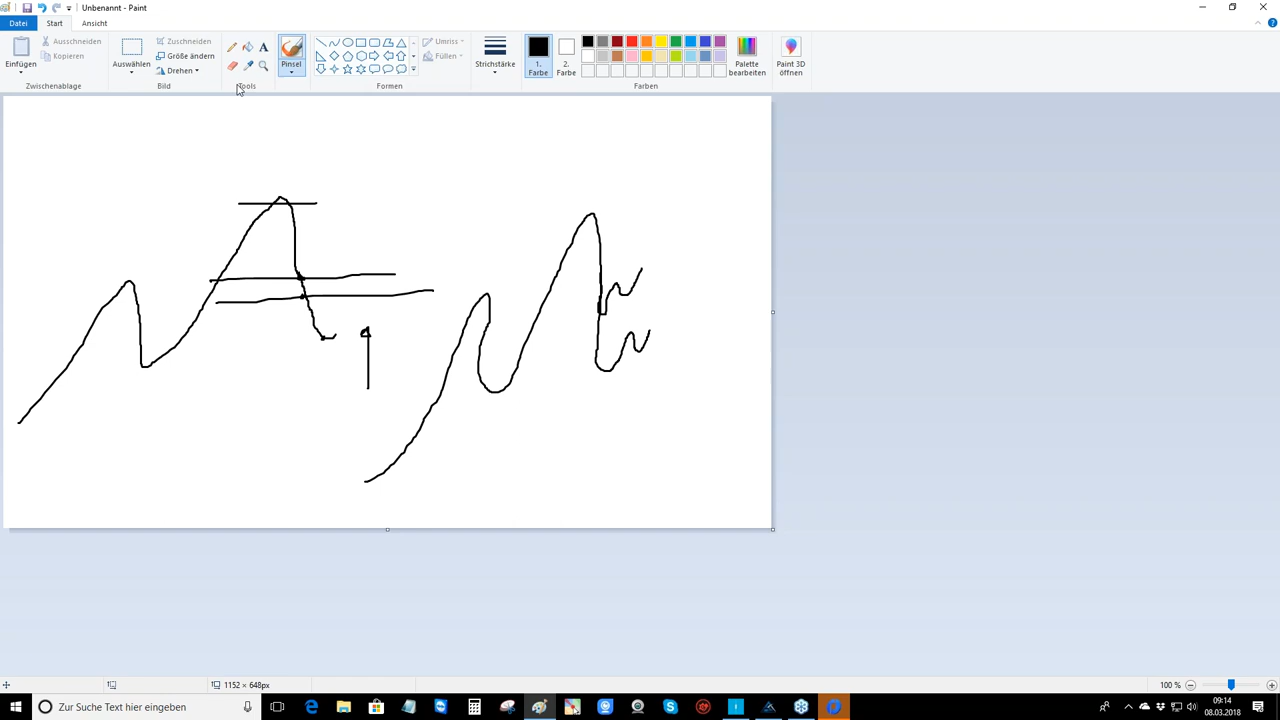 Unbenannt - Paint
Datei Start Ansicht
Einfügen
Ausschneiden
Kopieren
Zwischenablage
Auswählen
Zuschneiden
Größe ändern
Drehen
Bild
A
Tools
Pinsel
Umriss
Füllen
Formen
Strichstärke
1.
Farbe
2.
Farbe
Palette
bearbeiten
Farben
Paint 3D
öffnen
1152 × 648px
100 %
Zur Suche Text hier eingeben
09:14
08.03.2018